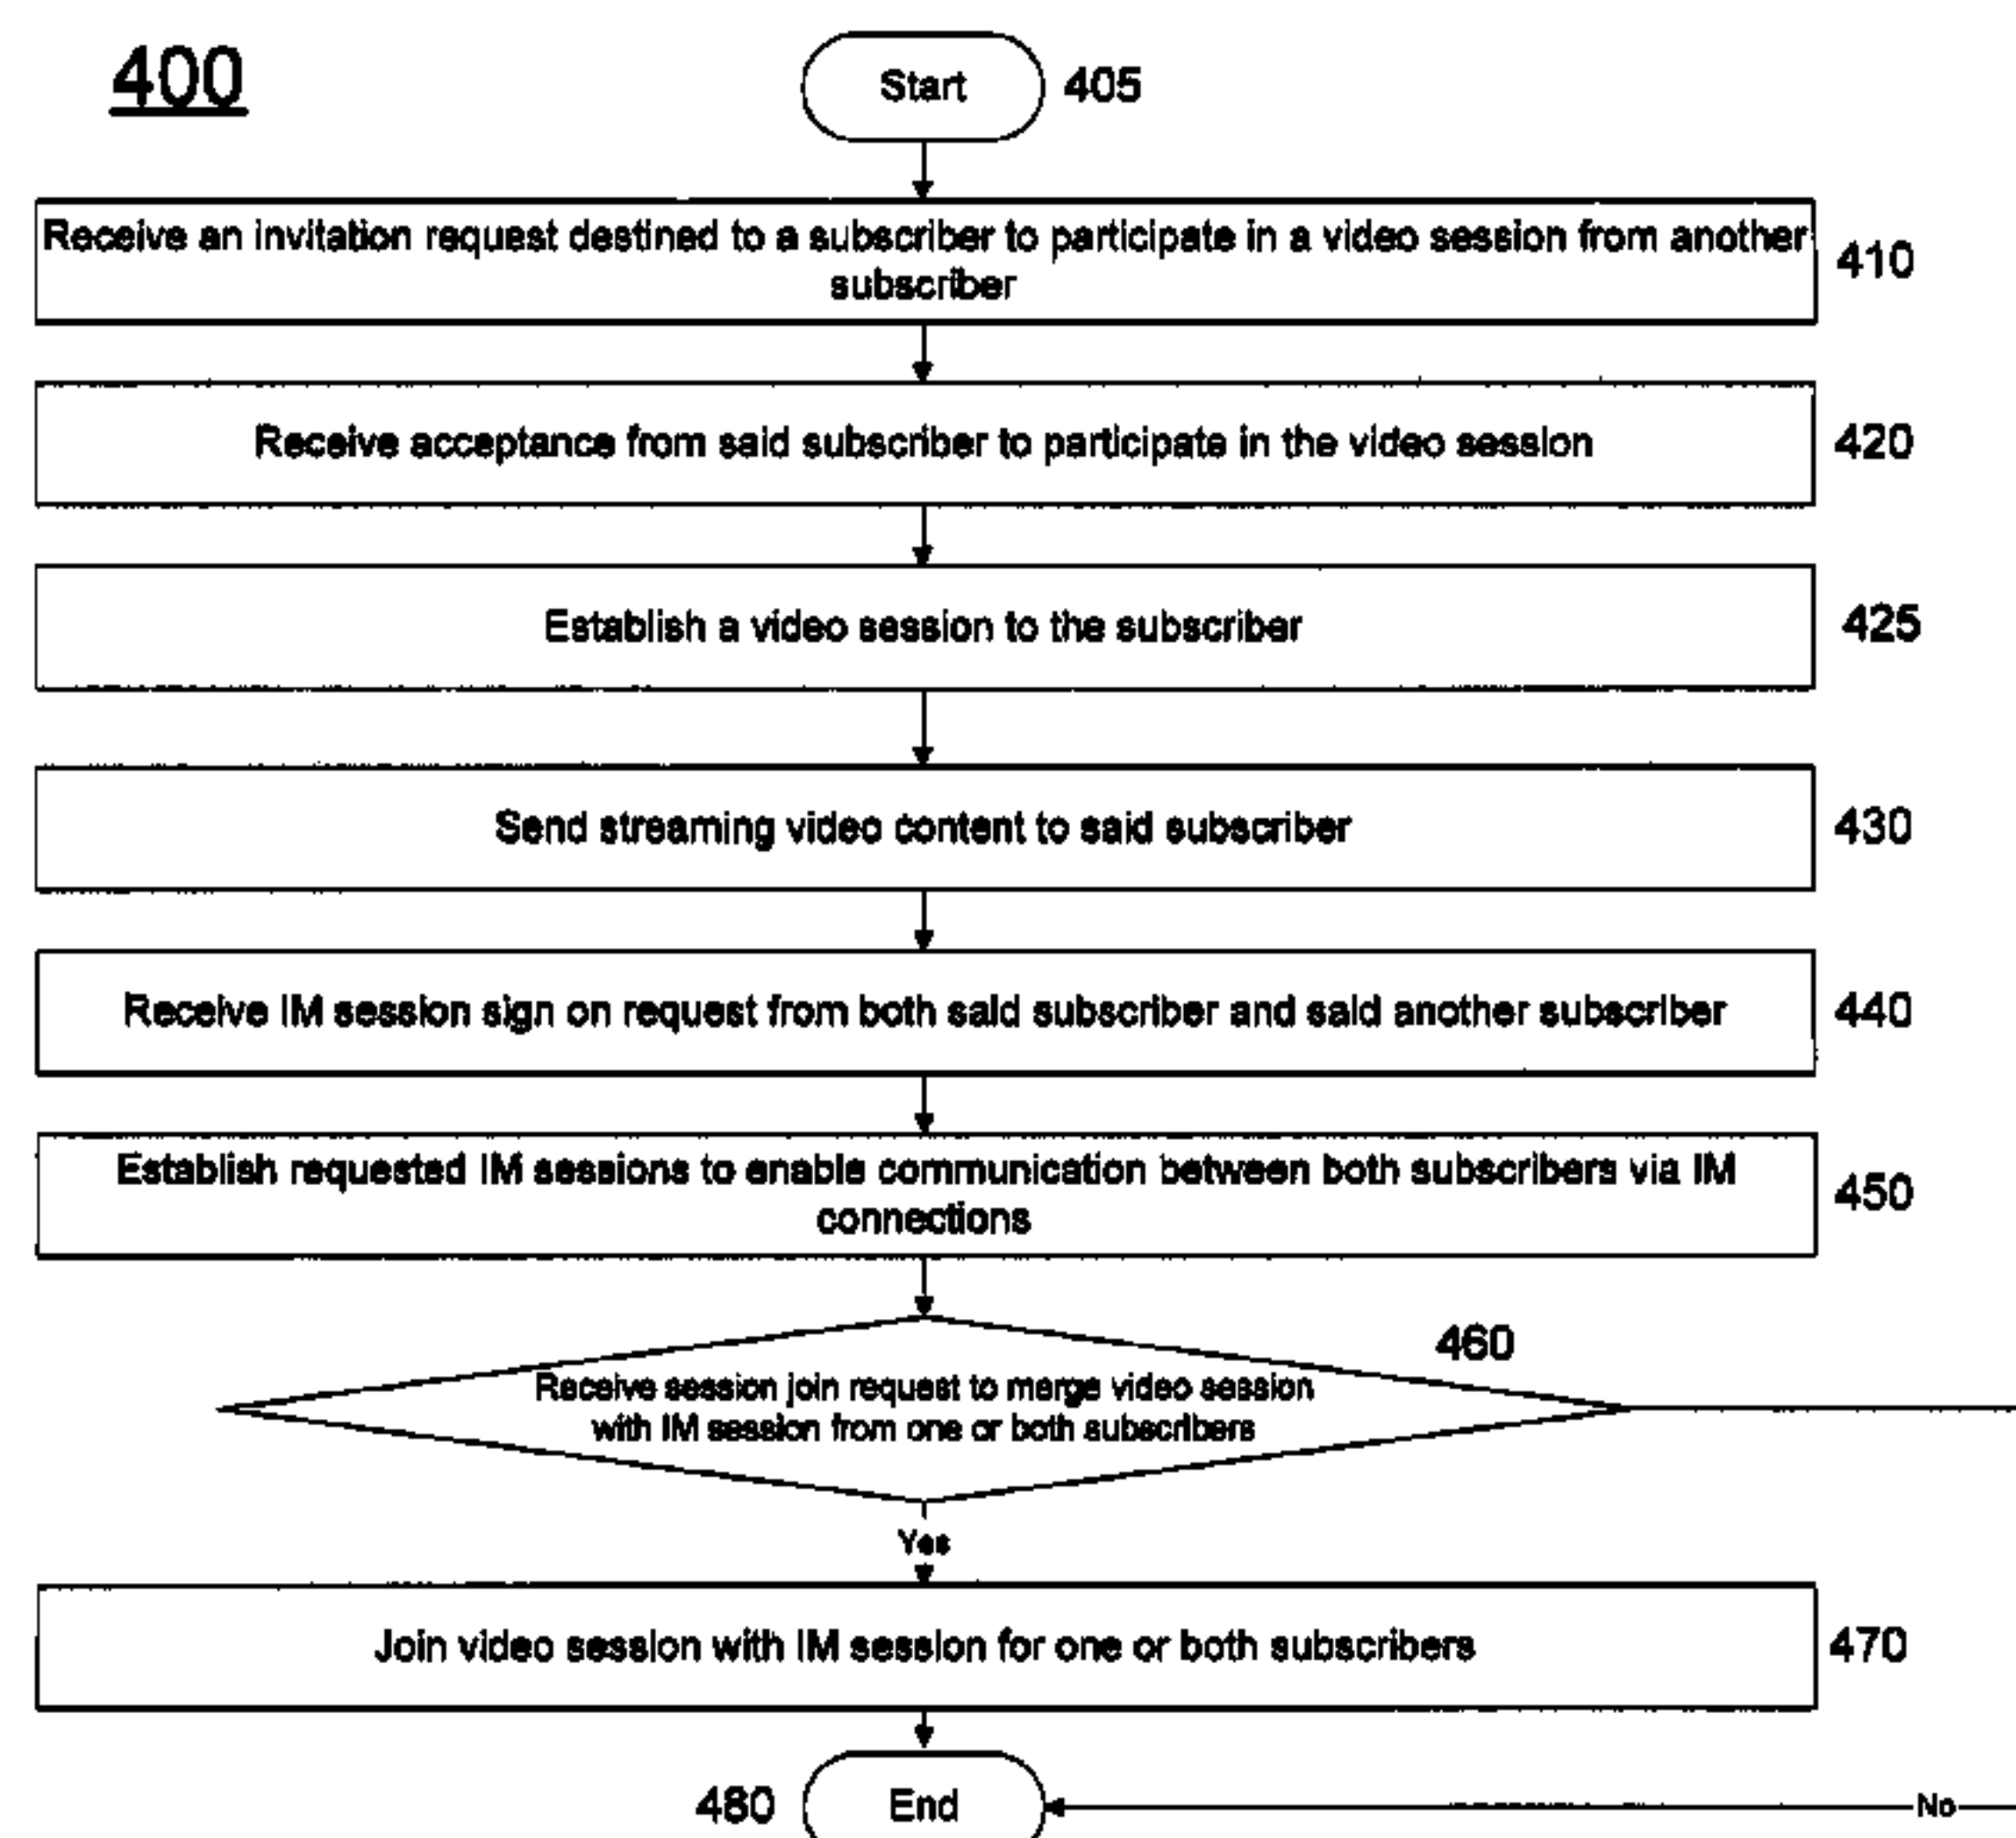 400
Start
405
Receive an invitation request destined to a subscriber to participate in a video session from another
subscriber
410
Receive acceptance from said subscriber to participate in the video session
420
Establish a video session to the subscriber
425
Send streaming video content to said subscriber
430
Receive IM session sign on request from both said subscriber and said another subscriber
440
Establish requested IM sessions to enable communication between both subscribers via IM
connections
450
460
Receive session join request to merge video session
with IM session from one or both subscribers
Yes
Join video session with IM session for one or both subscribers
470
480
End
No